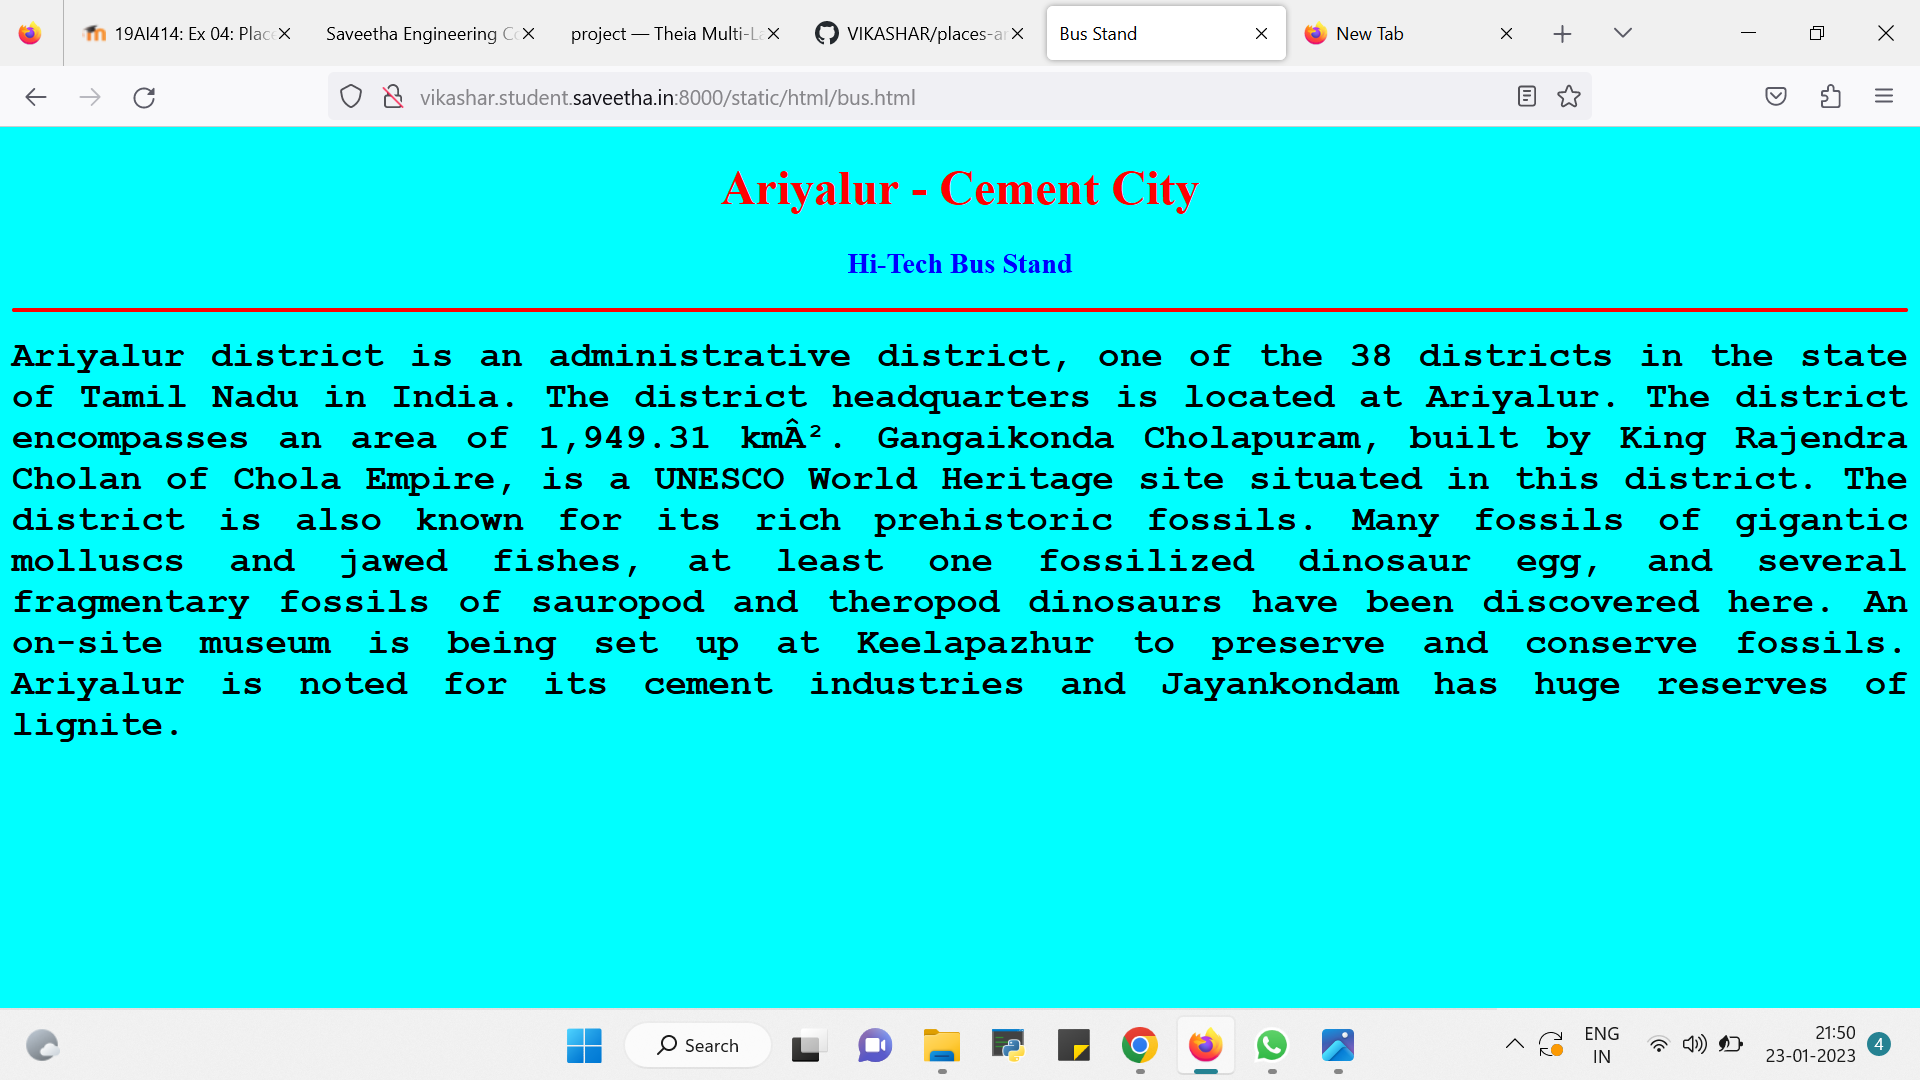 19AI414: Ex 04: Place
Saveetha Engineering Co
project — Theia Multi-La
VIKASHAR/places-ar
Bus Stand
New Tab
vikashar.student.saveetha.in:8000/static/html/bus.html
Ariyalur - Cement City
Hi-Tech Bus Stand
Ariyalur district is an administrative district, one of the 38 districts in the state
of Tamil Nadu in India. The district headquarters is located at Ariyalur. The district
encompasses an area of 1,949.31 kmÂ². Gangaikonda Cholapuram, built by King Rajendra
Cholan of Chola Empire, is a UNESCO World Heritage site situated in this district. The
district is also known for its rich prehistoric fossils. Many fossils of gigantic
molluscs and jawed fishes, at least one fossilized dinosaur egg, and several
fragmentary fossils of sauropod and theropod dinosaurs have been discovered here. An
on-site museum is being set up at Keelapazhur to preserve and conserve fossils.
Ariyalur is noted for its cement industries and Jayankondam has huge reserves of
lignite.
Search
ENG
IN
21:50
23-01-2023
4